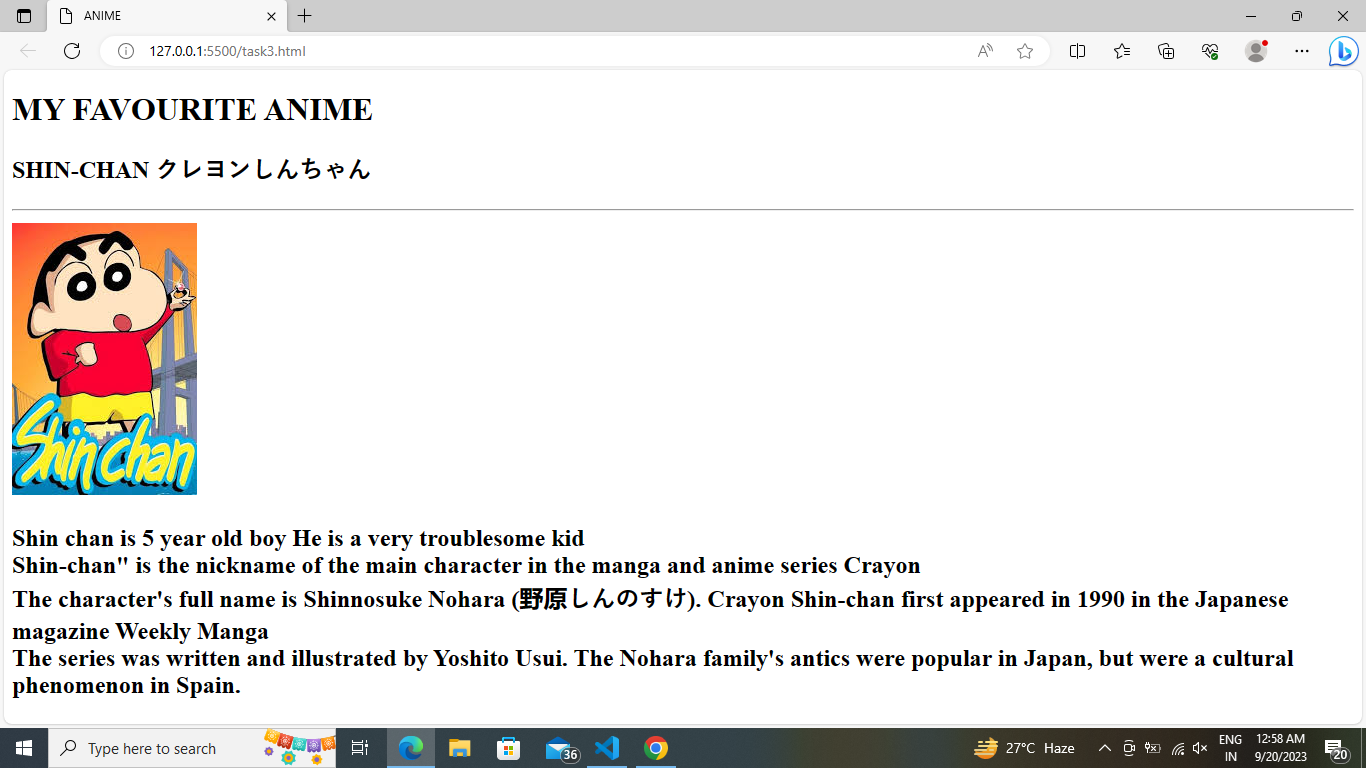 ANIME
127.0.0.1:5500/task3.html
MY FAVOURITE ANIME
SHIN-CHAN クレヨンしんちゃん
Shin chan
Shin chan is 5 year old boy He is a very troublesome kid
Shin-chan" is the nickname of the main character in the manga and anime series Crayon
The character's full name is Shinnosuke Nohara (野原しんのすけ). Crayon Shin-chan first appeared in 1990 in the Japanese
magazine Weekly Manga
The series was written and illustrated by Yoshito Usui. The Nohara family's antics were popular in Japan, but were a cultural
phenomenon in Spain.
Type here to search
36
27°C Haze
ENG
IN
12:58 AM
9/20/2023
20